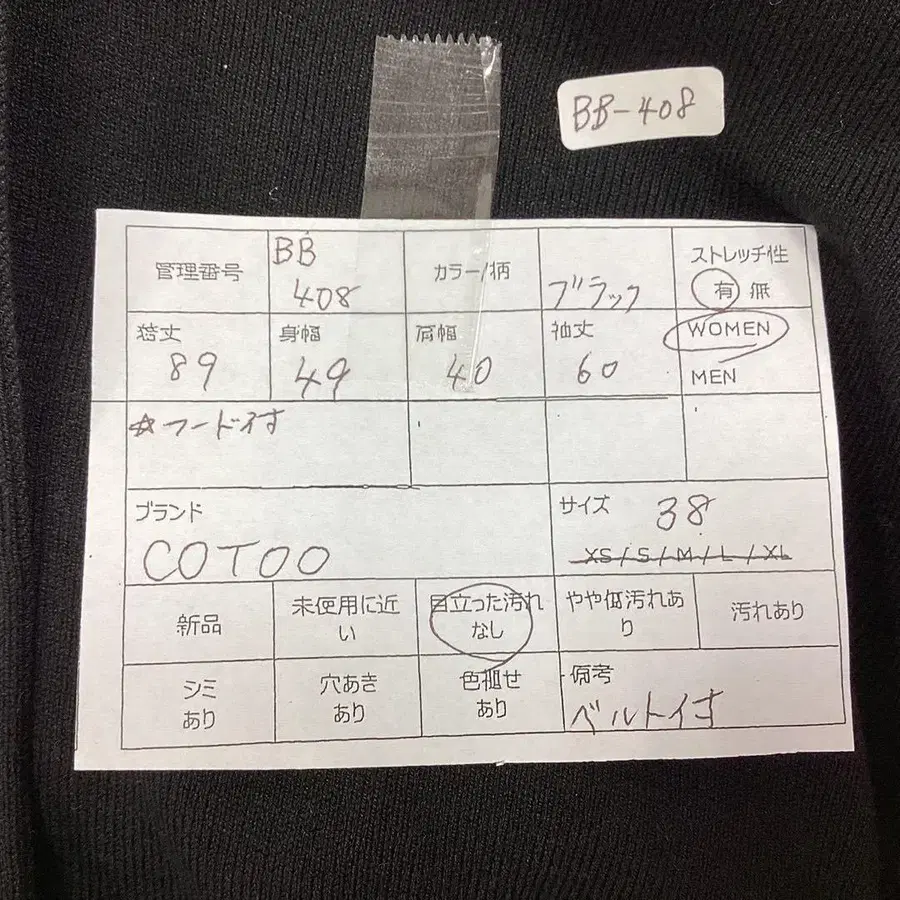 BB-408
管理番号
BB
408
カラー/柄
ブラック
ストレッチ性
有 無
着丈
89
身幅
49
肩幅
40
袖丈
60
WOMEN
MEN
☆フード付
ブランド
COTOO
サイズ
38
XS / S / M / L / XL
新品
未使用に近
い
目立った汚れ
なし
やや低汚れあ
り
汚れあり
シミ
あり
穴あき
あり
色褪せ
あり
備考
ベルト付